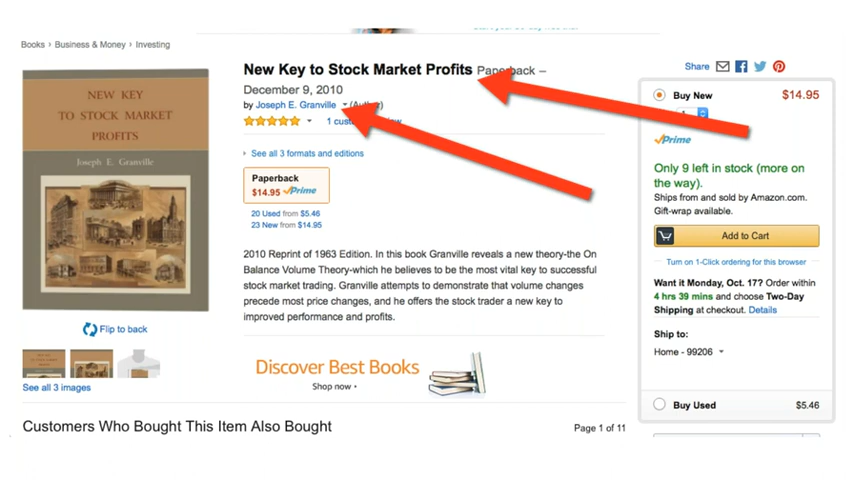 Books › Business & Money › Investing
NEW KEY
TO STOCK MARKET
PROFITS
Joseph E. Granville
Flip to back
See all 3 images
New Key to Stock Market Profits Paperback –
December 9, 2010
by Joseph E. Granville (Author)
1
See all 3 formats and editions
Paperback
$14.95 Prime
20 Used from $5.46
23 New from $14.95
2010 Reprint of 1963 Edition. In this book Granville reveals a new theory-the On
Balance Volume Theory-which he believes to be the most vital key to successful
stock market trading. Granville attempts to demonstrate that volume changes
precede most price changes, and he offers the stock trader a new key to
improved performance and profits.
Discover Best Books
Shop now
Share
Buy New $14.95
Prime
Only 9 left in stock (more on
the way).
Ships from and sold by Amazon.com.
Gift-wrap available.
Add to Cart
Turn on 1-Click ordering for this browser
Want it Monday, Oct. 17? Order within
4 hrs 39 mins and choose Two-Day
Shipping at checkout. Details
Ship to:
Home - 99206
Buy Used $5.46
Customers Who Bought This Item Also Bought
Page 1 of 11